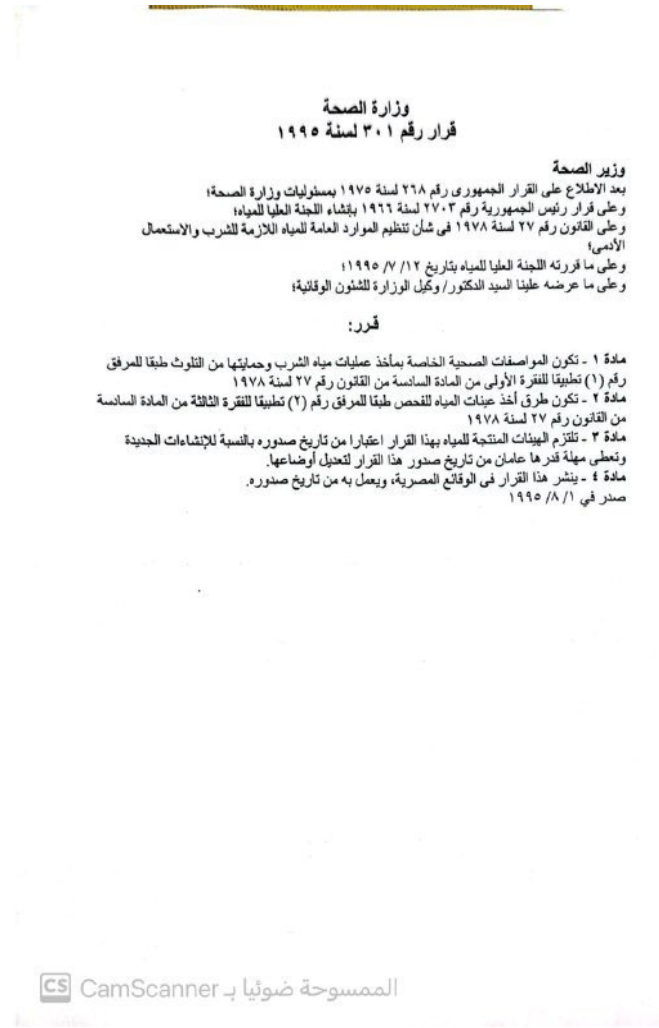 وزارة الصحة
قرار رقم ٣٠١ لسنة ١٩٩٥
وزير الصحة
بعد الاطلاع على القرار الجمهورى رقم ٢٦٨ لسنة ١٩٧٥ بمسئوليات وزارة الصحة؛
وعلى قرار رئيس الجمهورية رقم ٢٧٠٣ لسنة ١٩٦٦ بإنشاء اللجنة العليا للمياه؛
وعلى القانون رقم ٢٧ لسنة ١٩٧٨ فى شأن تنظيم الموارد العامة للمياه اللازمة للشرب والاستعمال
الأدمى؛
وعلى ما قررته اللجنة العليا للمياه بتاريخ ١٢/ ٧/ ١٩٩٥؛
وعلى ما عرضه علينا السيد الدكتور/ وكيل الوزارة للشئون الوقائية؛
قرر:
مادة ١ - تكون المواصفات الصحية الخاصة بمأخذ عمليات مياه الشرب وحمايتها من التلوث طبقا للمرفق
رقم (١) تطبيقا للفقرة الأولى من المادة السادسة من القانون رقم ٢٧ لسنة ١٩٧٨
مادة ٢ - تكون طرق أخذ عينات المياه للفحص طبقا للمرفق رقم (٢) تطبيقا للفقرة الثالثة من المادة السادسة
من القانون رقم ٢٧ لسنة ١٩٧٨
مادة ٣ - تلتزم الهيئات المنتجة للمياه بهذا القرار اعتبارا من تاريخ صدوره بالنسبة للإنشاءات الجديدة
وتعطى مهلة قدرها عامان من تاريخ صدور هذا القرار لتعديل أوضاعها.
مادة ٤ - ينشر هذا القرار فى الوقائع المصرية، ويعمل به من تاريخ صدوره.
صدر في ١/ ٨/ ١٩٩٥
الممسوحة ضوئيا بـ CamScanner
CS